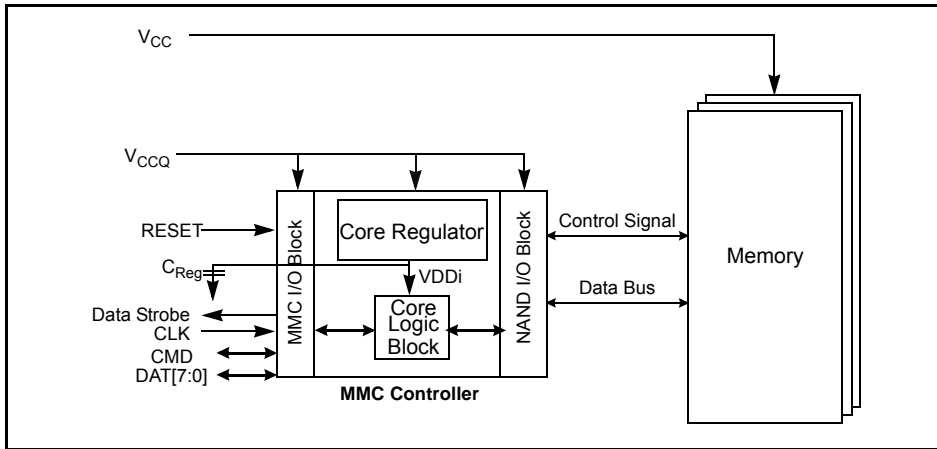 VCC
VCCQ
RESET
CReg
Data Strobe
CLK
CMD
DAT[7:0]
MMC I/O Block
Core Regulator
VDDi
Core
Logic
Block
NAND I/O Block
MMC Controller
Control Signal
Data Bus
Memory